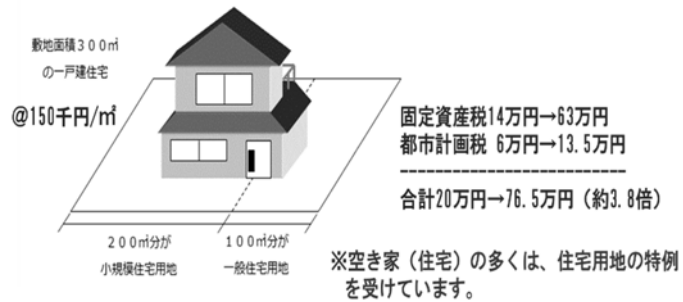 敷地面積300㎡
の一戸建住宅
@150千円/㎡
固定資産税14万円→63万円
都市計画税 6万円→13.5万円
--------------------------
合計20万円→76.5万円（約3.8倍）
200㎡分が
小規模住宅用地
100㎡分が
一般住宅用地
※空き家（住宅）の多くは、住宅用地の特例
を受けています。